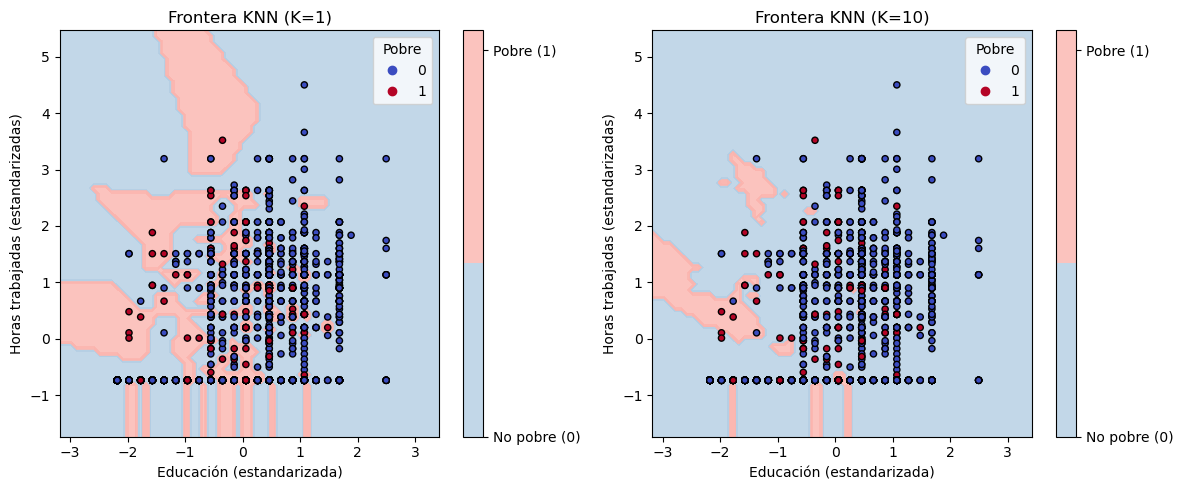 Frontera KNN (K=1)
Pobre
0
1
Pobre (1)
No pobre (0)
5
4
3
2
1
0
−1
Horas trabajadas (estandarizadas)
−3
−2
−1
0
1
2
3
Educación (estandarizada)
Frontera KNN (K=10)
Pobre
0
1
Pobre (1)
No pobre (0)
5
4
3
2
1
0
−1
Horas trabajadas (estandarizadas)
−3
−2
−1
0
1
2
3
Educación (estandarizada)